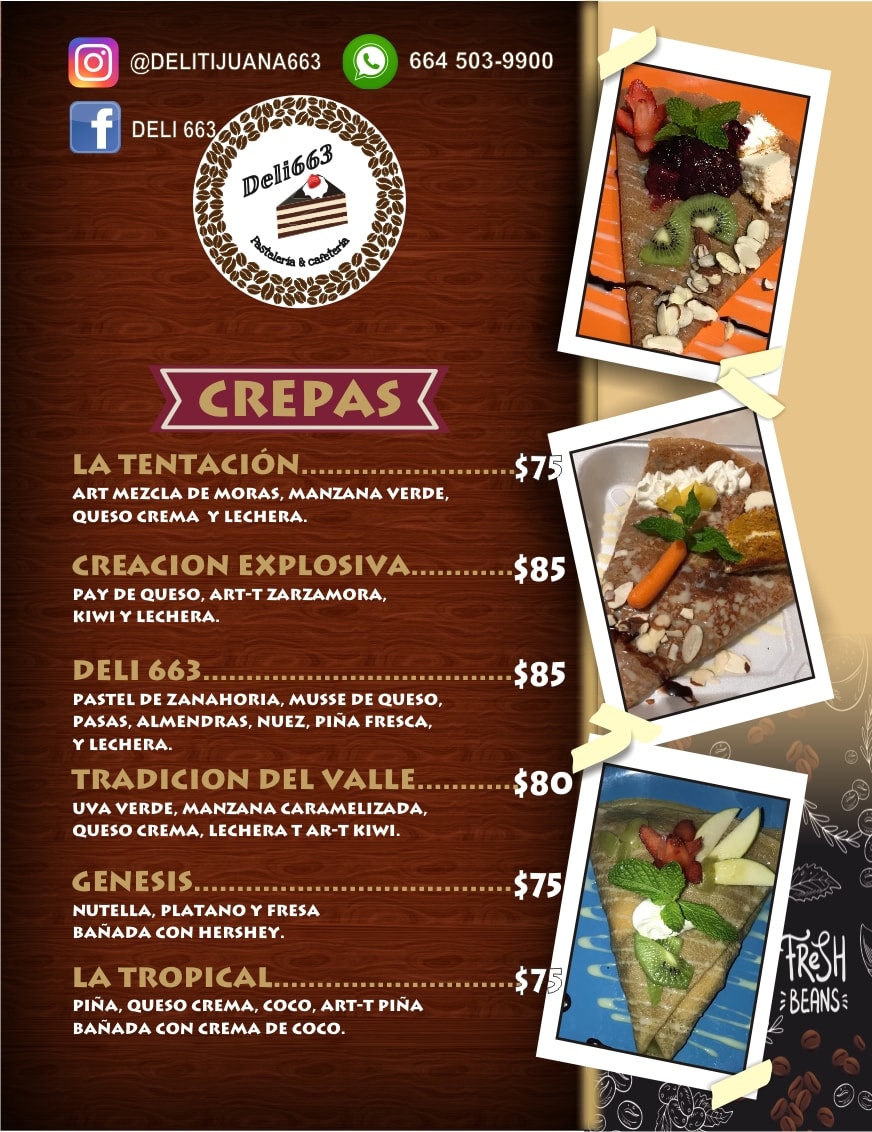 @DELITIJUANA663
664 503-9900
DELI 663
Deli663
Pastelería & cafetería
CREPAS
LA TENTACIÓN.........................$75
ART MEZCLA DE MORAS, MANZANA VERDE,
QUESO CREMA Y LECHERA.
CREACION EXPLOSIVA............$85
PAY DE QUESO, ART-T ZARZAMORA,
KIWI Y LECHERA.
DELI 663....................................$85
PASTEL DE ZANAHORIA, MUSSE DE QUESO,
PASAS, ALMENDRAS, NUEZ, PIÑA FRESCA,
Y LECHERA.
TRADICION DEL VALLE...........$80
UVA VERDE, MANZANA CARAMELIZADA,
QUESO CREMA, LECHERA T AR-T KIWI.
GENESIS.....................................$75
NUTELLA, PLATANO Y FRESA
BAÑADA CON HERSHEY.
LA TROPICAL............................$75
PIÑA, QUESO CREMA, COCO, ART-T PIÑA
BAÑADA CON CREMA DE COCO.
FReSH
BEANS